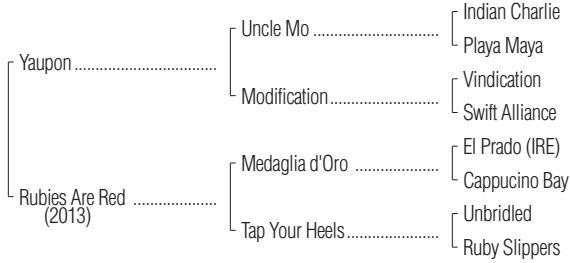 Indian Charlie
Uncle Mo ..............................
Playa Maya
Yaupon ..................................
Vindication
Modification..........................
Swift Alliance
El Prado (IRE)
Medaglia d'Oro ....................
Cappucino Bay
Rubies Are Red ....................
(2013)
Unbridled
Tap Your Heels......................
Ruby Slippers